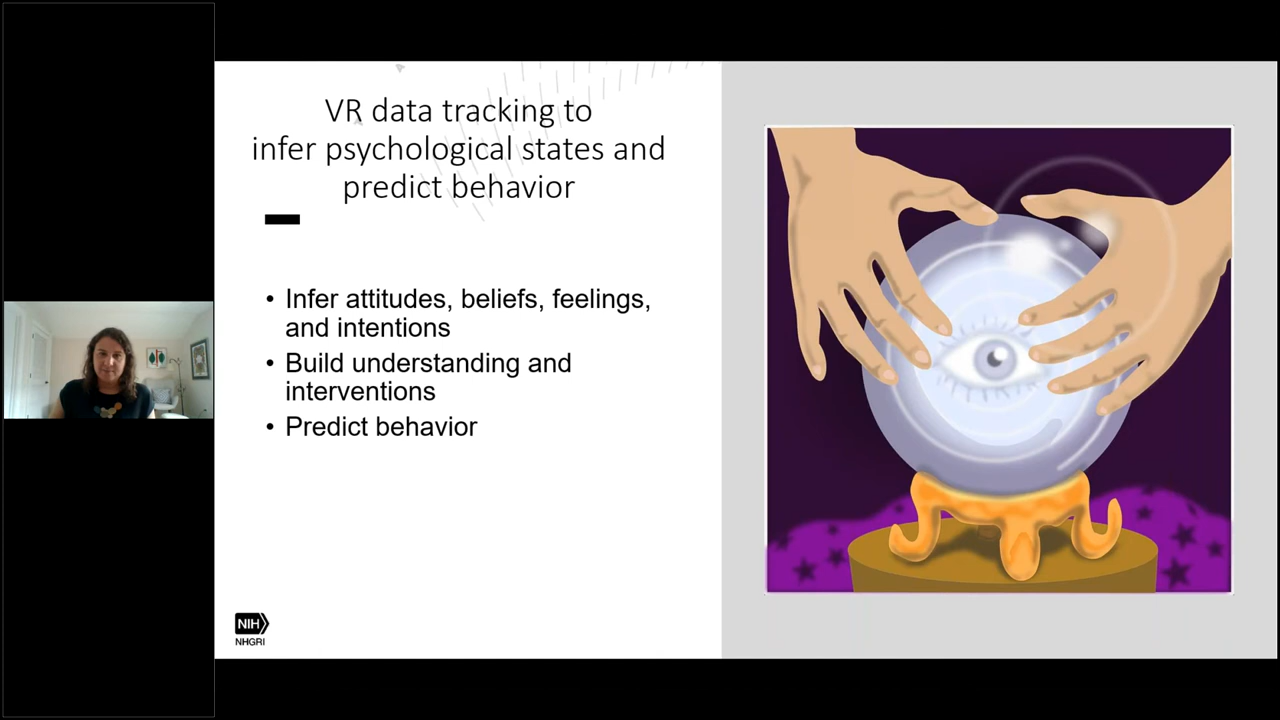 VR data tracking to
infer psychological states and
predict behavior
• Infer attitudes, beliefs, feelings,
and intentions
• Build understanding and
interventions
• Predict behavior
NIH
NHGRI